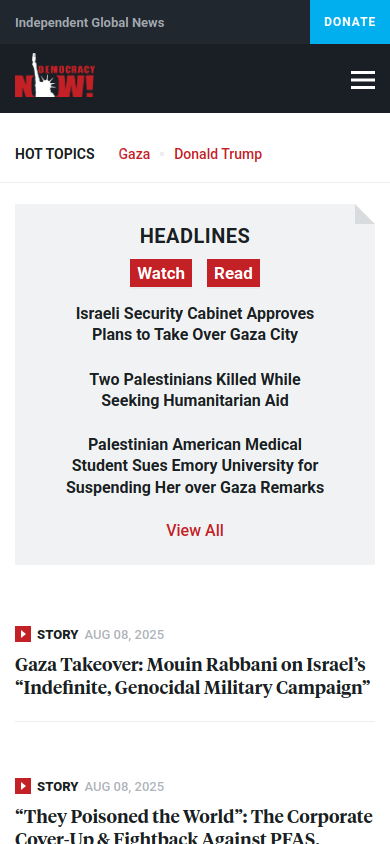 Independent Global News
DONATE
DEMOCRACY
NOW!
HOT TOPICS
Gaza
Donald Trump
HEADLINES
Watch
Read
Israeli Security Cabinet Approves
Plans to Take Over Gaza City
Two Palestinians Killed While
Seeking Humanitarian Aid
Palestinian American Medical
Student Sues Emory University for
Suspending Her over Gaza Remarks
View All
STORY AUG 08, 2025
Gaza Takeover: Mouin Rabbani on Israel’s
“Indefinite, Genocidal Military Campaign”
STORY AUG 08, 2025
“They Poisoned the World”: The Corporate
Cover-Up & Fightback Against PFAS,